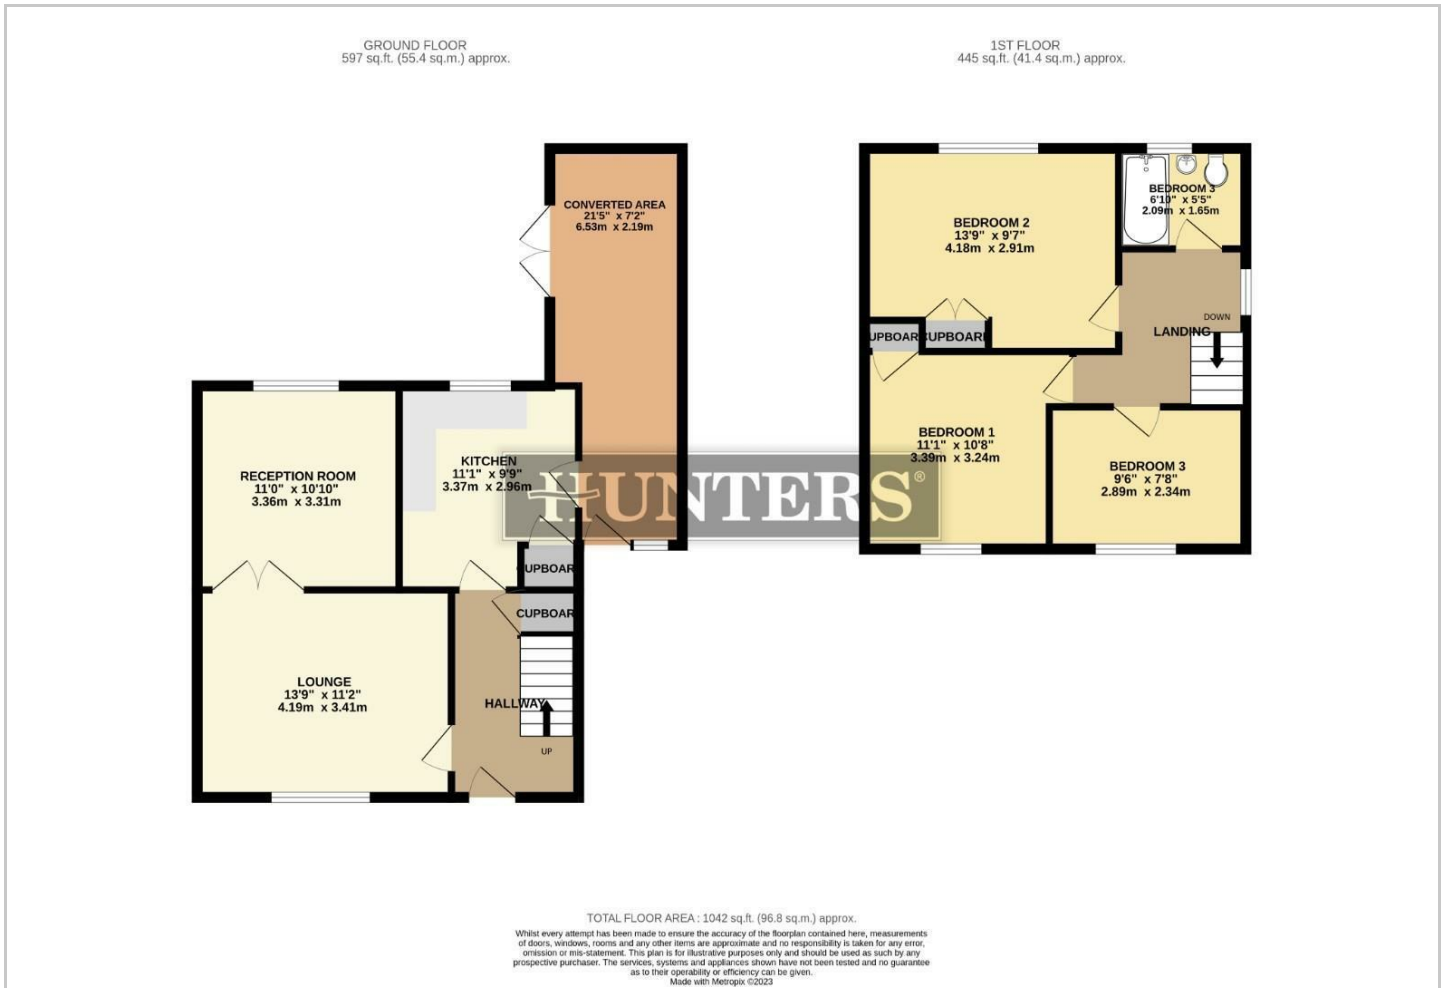 GROUND FLOOR
597 sq.ft. (55.4 sq.m.) approx.
1ST FLOOR
445 sq.ft. (41.4 sq.m.) approx.
CONVERTED AREA
21'5" x 7'2"
6.53m x 2.19m
RECEPTION ROOM
11'0" x 10'10"
3.36m x 3.31m
KITCHEN
11'1" x 9'9"
3.37m x 2.96m
UPBOAR
CUPBOAR
LOUNGE
13'9" x 11'2"
4.19m x 3.41m
HALLWAY
UP
BEDROOM 2
13'9" x 9'7"
4.18m x 2.91m
BEDROOM 3
6'10" x 5'5"
2.09m x 1.65m
DOWN
LANDING
UPBOAR
CUPBOARD
BEDROOM 1
11'1" x 10'8"
3.39m x 3.24m
BEDROOM 3
9'6" x 7'8"
2.89m x 2.34m
HUNTERS®
TOTAL FLOOR AREA : 1042 sq.ft. (96.8 sq.m.) approx.
Whilst every attempt has been made to ensure the accuracy of the floorplan contained here, measurements
of doors, windows, rooms and any other items are approximate and no responsibility is taken for any error,
omission or mis-statement. This plan is for illustrative purposes only and should be used as such by any
prospective purchaser. The services, systems and appliances shown have not been tested and no guarantee
as to their operability or efficiency can be given.
Made with Metropix ©2023